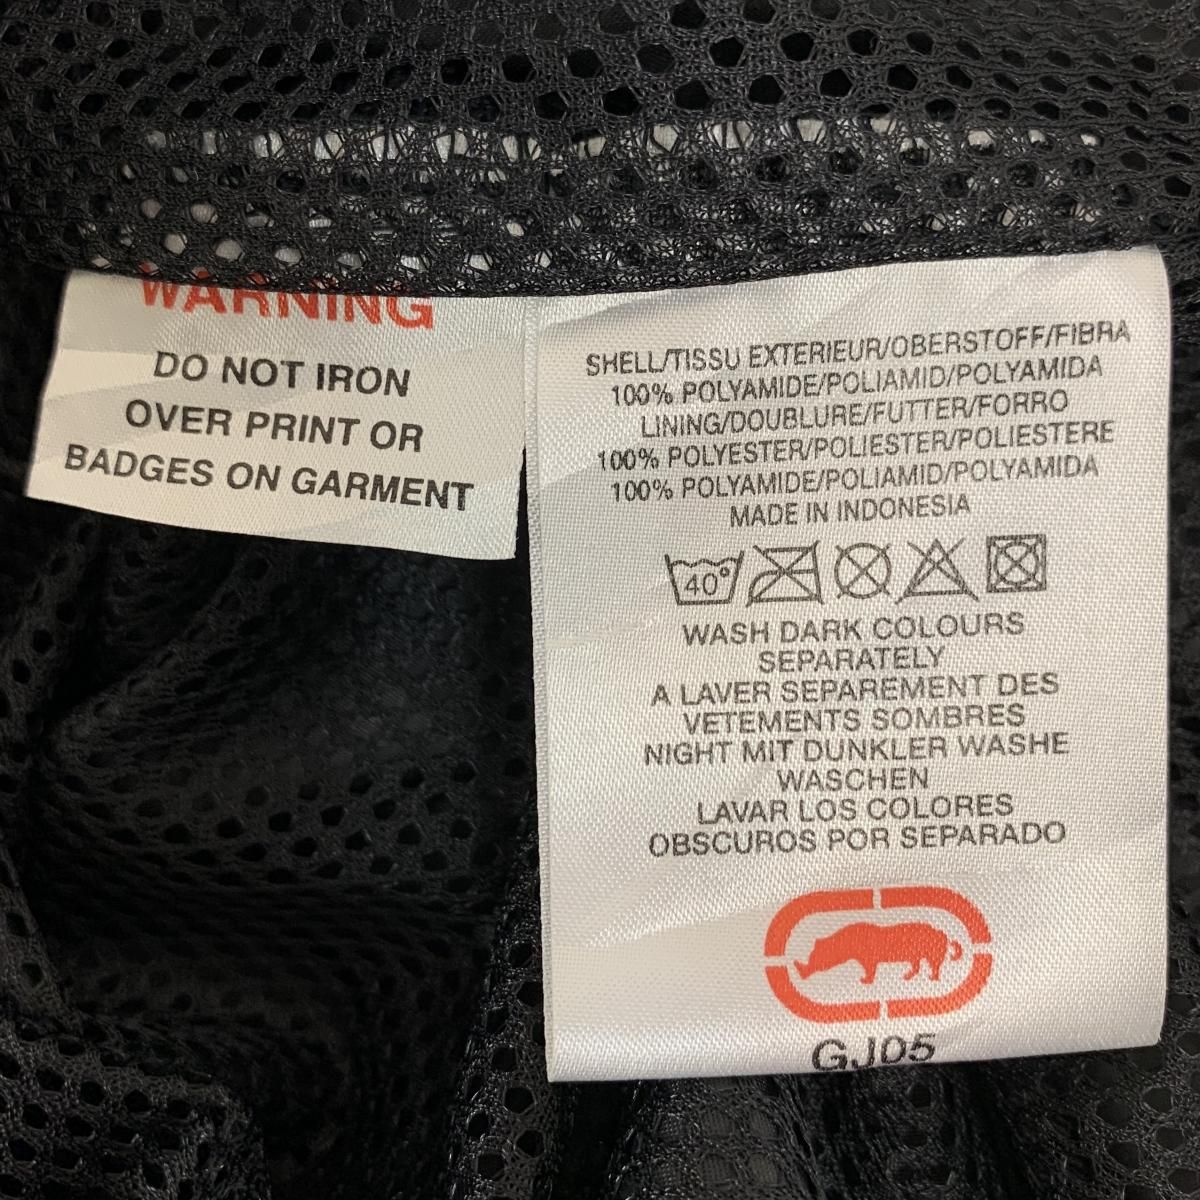 WARNING
DO NOT IRON
OVER PRINT OR
BADGES ON GARMENT
SHELL/TISSU EXTERIEUR/OBERSTOFF/FIBRA
100% POLYAMIDE/POLIAMID/POLYAMIDA
LINING/DOUBLURE/FUTTER/FORRO
100% POLYESTER/POLIESTER/POLIESTERE
100% POLYAMIDE/POLIAMID/POLYAMIDA
MADE IN INDONESIA
40°
WASH DARK COLOURS
SEPARATELY
A LAVER SEPAREMENT DES
VETEMENTS SOMBRES
NIGHT MIT DUNKLER WASHE
WASCHEN
LAVAR LOS COLORES
OBSCUROS POR SEPARADO
GJ05